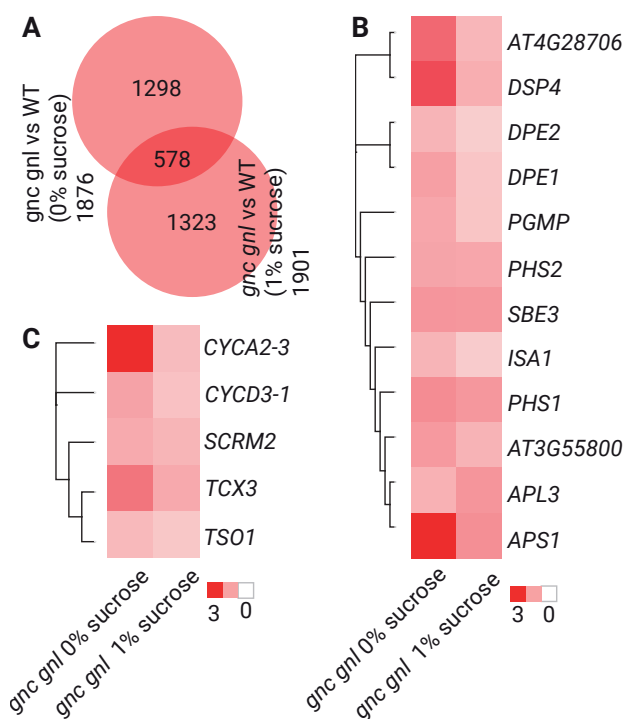 A
1298
578
1323
gnc gnl vs WT
(0% sucrose)
1876
gnc gnl vs WT
(1% sucrose)
1901
B
AT4G28706
DSP4
DPE2
DPE1
PGMP
PHS2
SBE3
ISA1
PHS1
AT3G55800
APL3
APS1
gnc gnl 0% sucrose
gnc gnl 1% sucrose
3 0
C
CYCA2-3
CYCD3-1
SCRM2
TCX3
TSO1
gnc gnl 0% sucrose
gnc gnl 1% sucrose
3 0